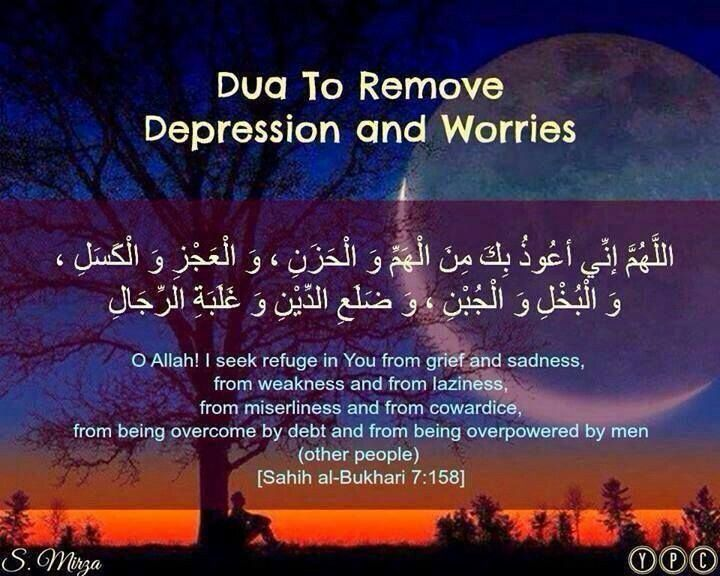 Dua To Remove
Depression and Worries
اللَّهُمَّ إِنِّي أعُوذُ بِكَ مِنَ الْهَمِّ وَ الْحَزَنِ ، وَ الْعَجْزِ وَ الْكَسَلِ ،
وَ الْبُخْلِ وَ الْجُبْنِ ، وَ ضَلَعِ الدَّيْنِ وَ غَلَبَةِ الرِّجَالِ
O Allah! I seek refuge in You from grief and sadness,
from weakness and from laziness,
from miserliness and from cowardice,
from being overcome by debt and from being overpowered by men
(other people)
[Sahih al-Bukhari 7:158]
S. Mirza
Y P C